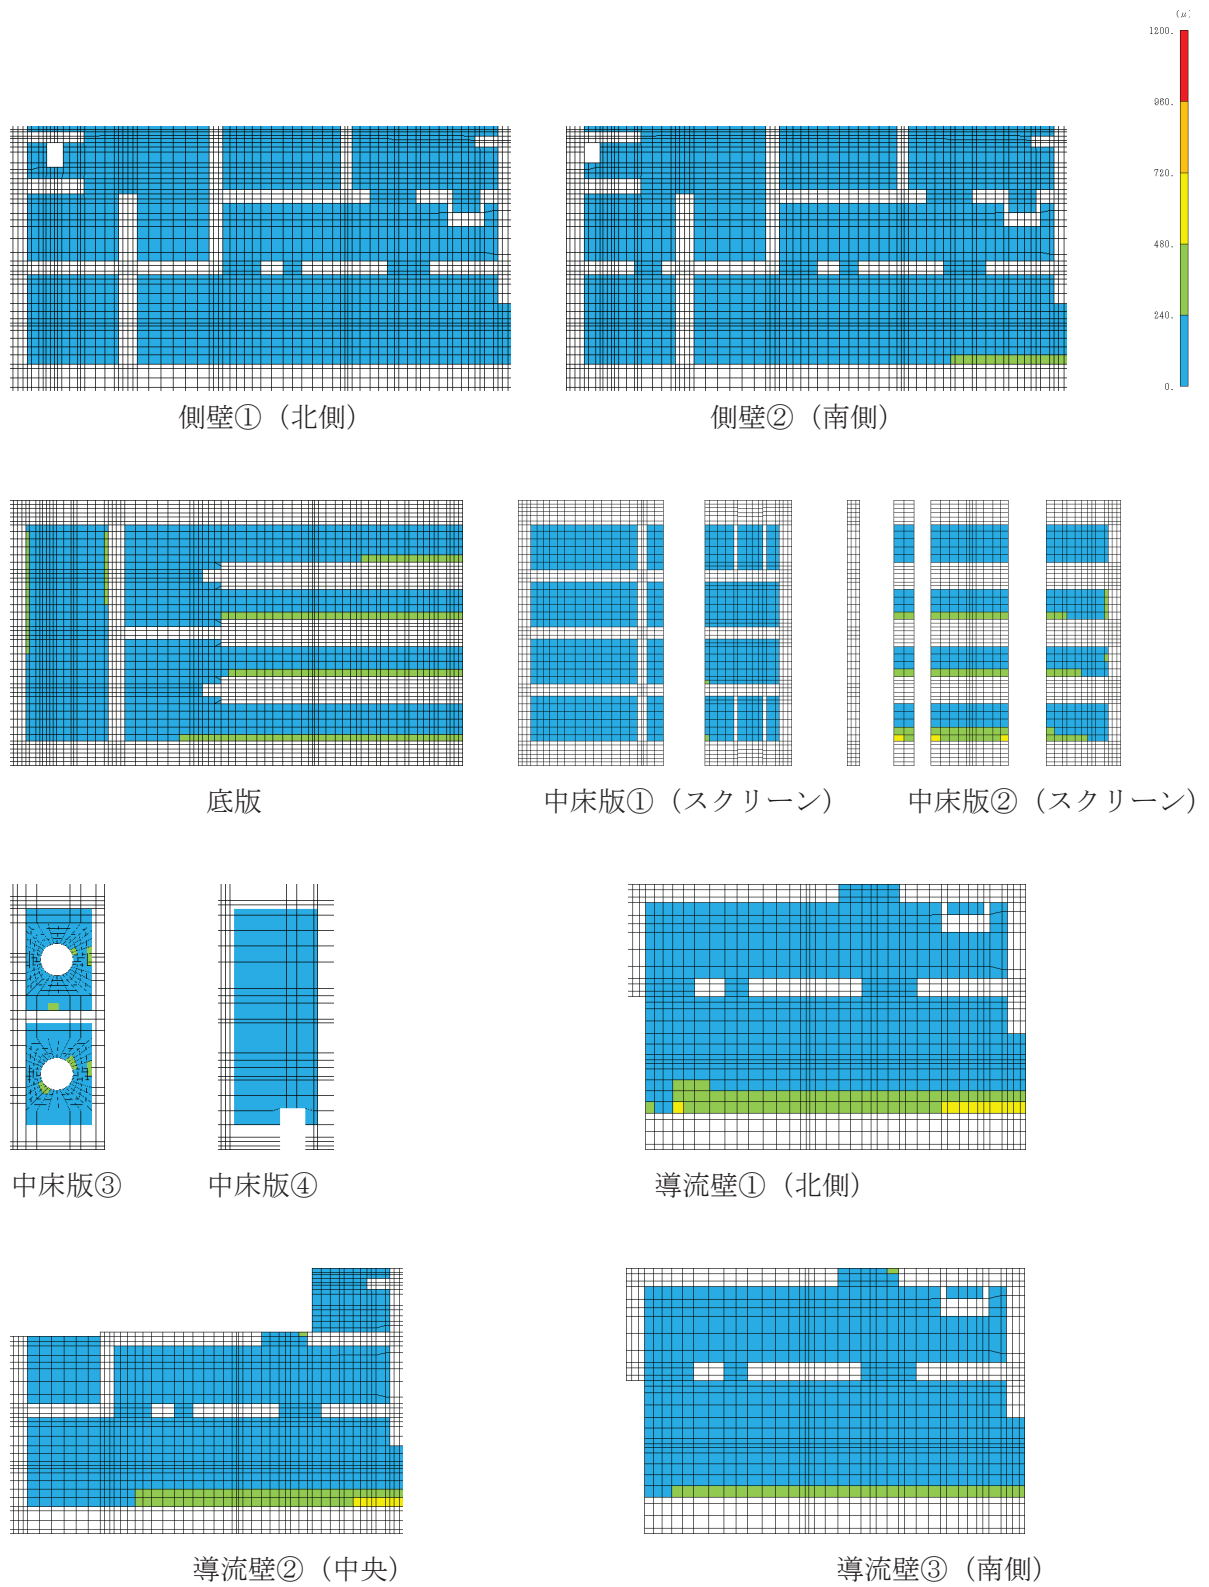 (μ)
1200.
960.
720.
480.
240.
0.
側壁①（北側）
側壁②（南側）
底版
中床版①（スクリーン）
中床版②（スクリーン）
中床版③
中床版④
導流壁①（北側）
導流壁②（中央）
導流壁③（南側）